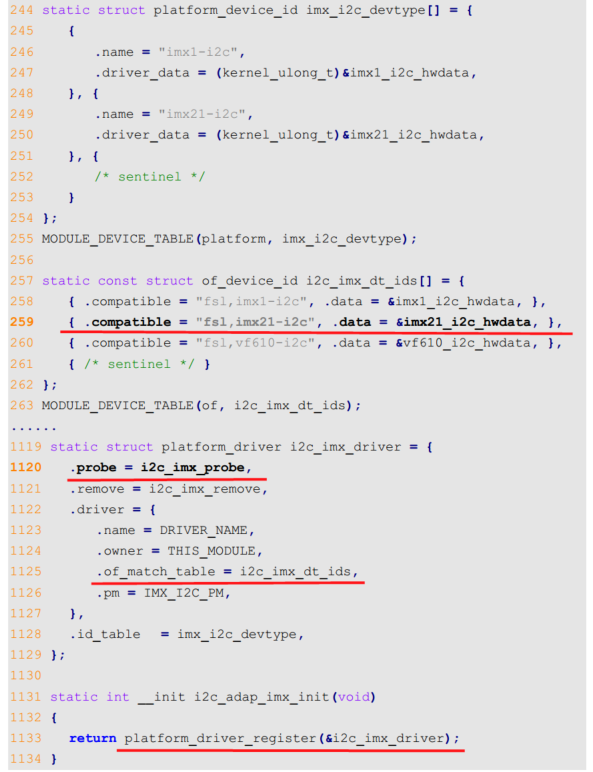 244 static struct platform_device_id imx_i2c_devtype[] = {
245     {
246         .name = "imx1-i2c",
247         .driver_data = (kernel_ulong_t)&imx1_i2c_hwdata,
248     }, {
249         .name = "imx21-i2c",
250         .driver_data = (kernel_ulong_t)&imx21_i2c_hwdata,
251     }, {
252         /* sentinel */
253     }
254 };
255 MODULE_DEVICE_TABLE(platform, imx_i2c_devtype);
256
257 static const struct of_device_id i2c_imx_dt_ids[] = {
258     { .compatible = "fsl,imx1-i2c", .data = &imx1_i2c_hwdata, },
259     { .compatible = "fsl,imx21-i2c", .data = &imx21_i2c_hwdata, },
260     { .compatible = "fsl,vf610-i2c", .data = &vf610_i2c_hwdata, },
261     { /* sentinel */ }
262 };
263 MODULE_DEVICE_TABLE(of, i2c_imx_dt_ids);
......
1119 static struct platform_driver i2c_imx_driver = {
1120    .probe = i2c_imx_probe,
1121    .remove = i2c_imx_remove,
1122    .driver = {
1123        .name = DRIVER_NAME,
1124        .owner = THIS_MODULE,
1125        .of_match_table = i2c_imx_dt_ids,
1126        .pm = IMX_I2C_PM,
1127    },
1128    .id_table   = imx_i2c_devtype,
1129 };
1130
1131 static int __init i2c_adap_imx_init(void)
1132 {
1133    return platform_driver_register(&i2c_imx_driver);
1134 }